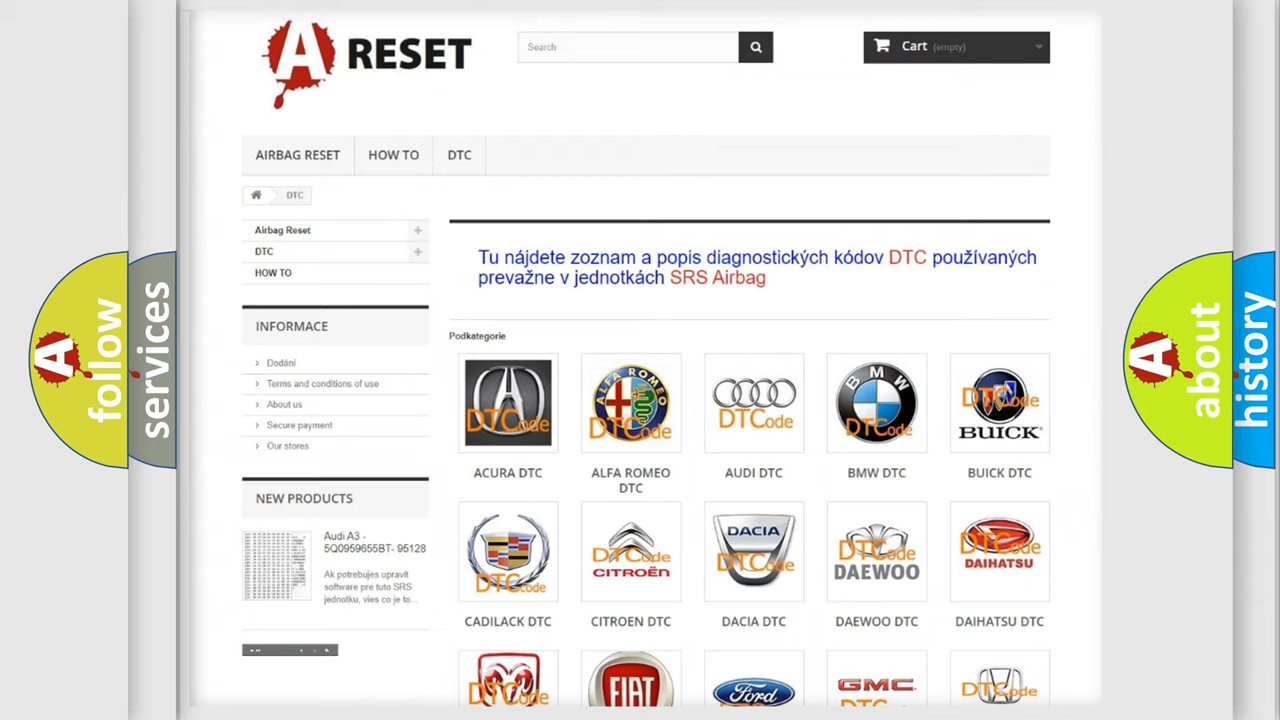 A RESET
Search
Cart (empty)
AIRBAG RESET
HOW TO
DTC
DTC
Airbag Reset
DTC
HOW TO
Tu nájdete zoznam a popis diagnostických kódov DTC používaných
prevažne v jednotkách SRS Airbag
INFORMACE
Dodání
Terms and conditions of use
About us
Secure payment
Our stores
NEW PRODUCTS
Audi A3 -
5Q0959655BT- 95128
Ak potrebujes upravit
software pre tuto SRS
jednotku, vies co je to...
Podkategorie
DTCode
ALFA ROMEO
DTCode
DTCode
BMW
DTCode
DTCode
BUICK
ACURA DTC
ALFA ROMEO
DTC
AUDI DTC
BMW DTC
BUICK DTC
DTCode
DTCode
CITROËN
DACIA
DTCode
DTCode
DAEWOO
DTCode
DAIHATSU
CADILACK DTC
CITROEN DTC
DACIA DTC
DAEWOO DTC
DAIHATSU DTC
DTCode
FIAT
Ford
GMC
DTCode
A follow
services
A about
history